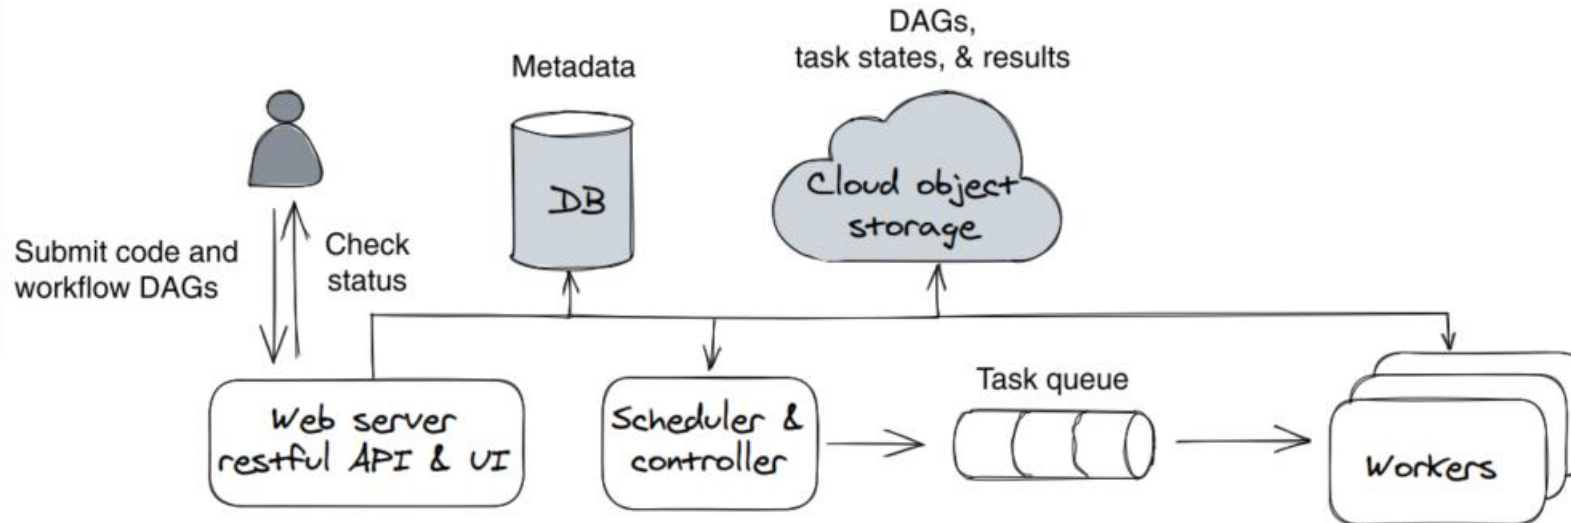 DAGs,
task states, & results
Metadata
DB
Cloud object
storage
Submit code and
workflow DAGs
Check
status
Web server
restful API & UI
Scheduler &
controller
Task queue
Workers